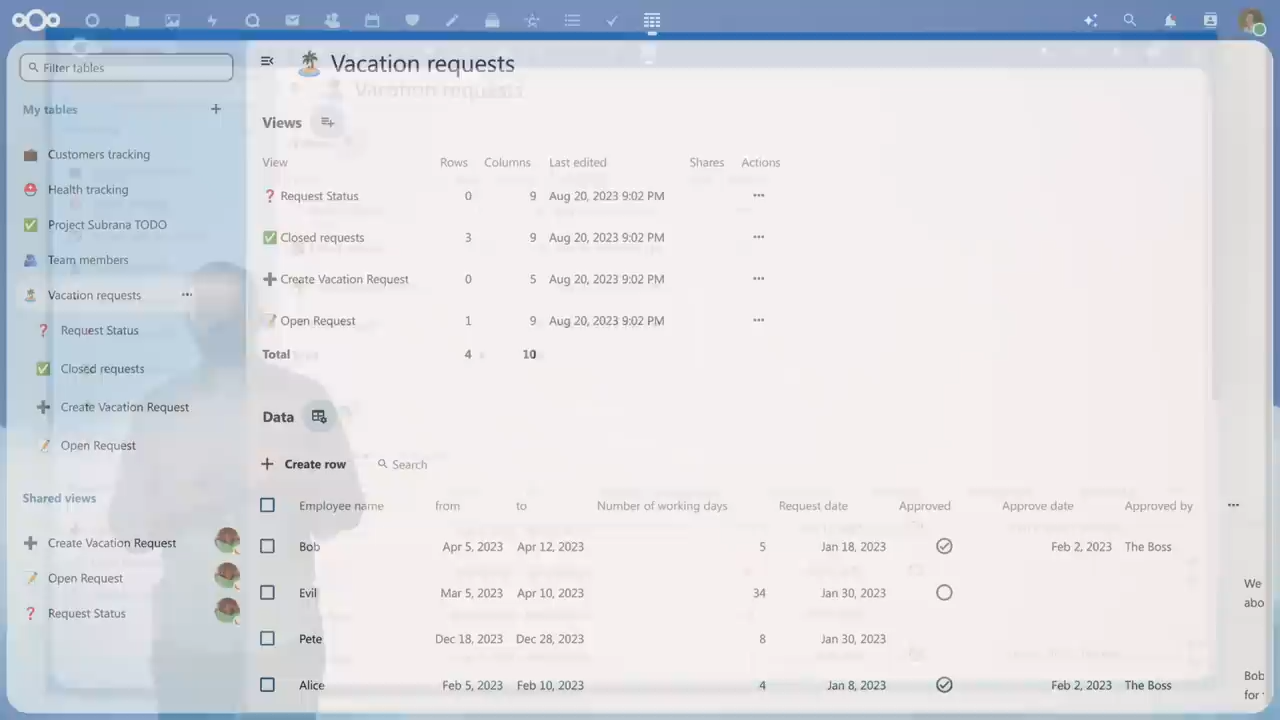 Filter tables
Vacation requests
My tables
Customers tracking
Health tracking
Project Subrana TODO
Team members
Vacation requests
Request Status
Closed requests
Create Vacation Request
Open Request
Shared views
Create Vacation Request
Open Request
Request Status
Views
View Rows Columns Last edited Shares Actions
Request Status 0 9 Aug 20, 2023 9:02 PM
Closed requests 3 9 Aug 20, 2023 9:02 PM
Create Vacation Request 0 5 Aug 20, 2023 9:02 PM
Open Request 1 9 Aug 20, 2023 9:02 PM
Total 4 10
Data
Create row Search
Employee name from to Number of working days Request date Approved Approve date Approved by
Bob Apr 5, 2023 Apr 12, 2023 5 Jan 18, 2023 Feb 2, 2023 The Boss
Evil Mar 5, 2023 Apr 10, 2023 34 Jan 30, 2023
We
abo
Pete Dec 18, 2023 Dec 28, 2023 8 Jan 30, 2023
Alice Feb 5, 2023 Feb 10, 2023 4 Jan 8, 2023 Feb 2, 2023 The Boss
Bob
for
Vacation requests